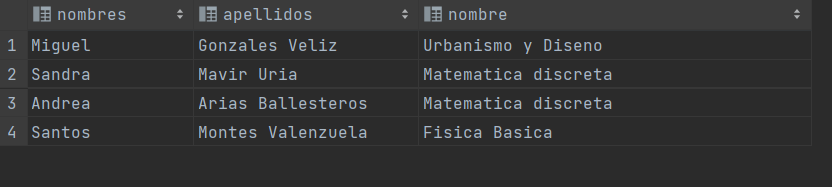 nombres apellidos nombre
1 Miguel Gonzales Veliz Urbanismo y Diseno
2 Sandra Mavir Uria Matematica discreta
3 Andrea Arias Ballesteros Matematica discreta
4 Santos Montes Valenzuela Fisica Basica